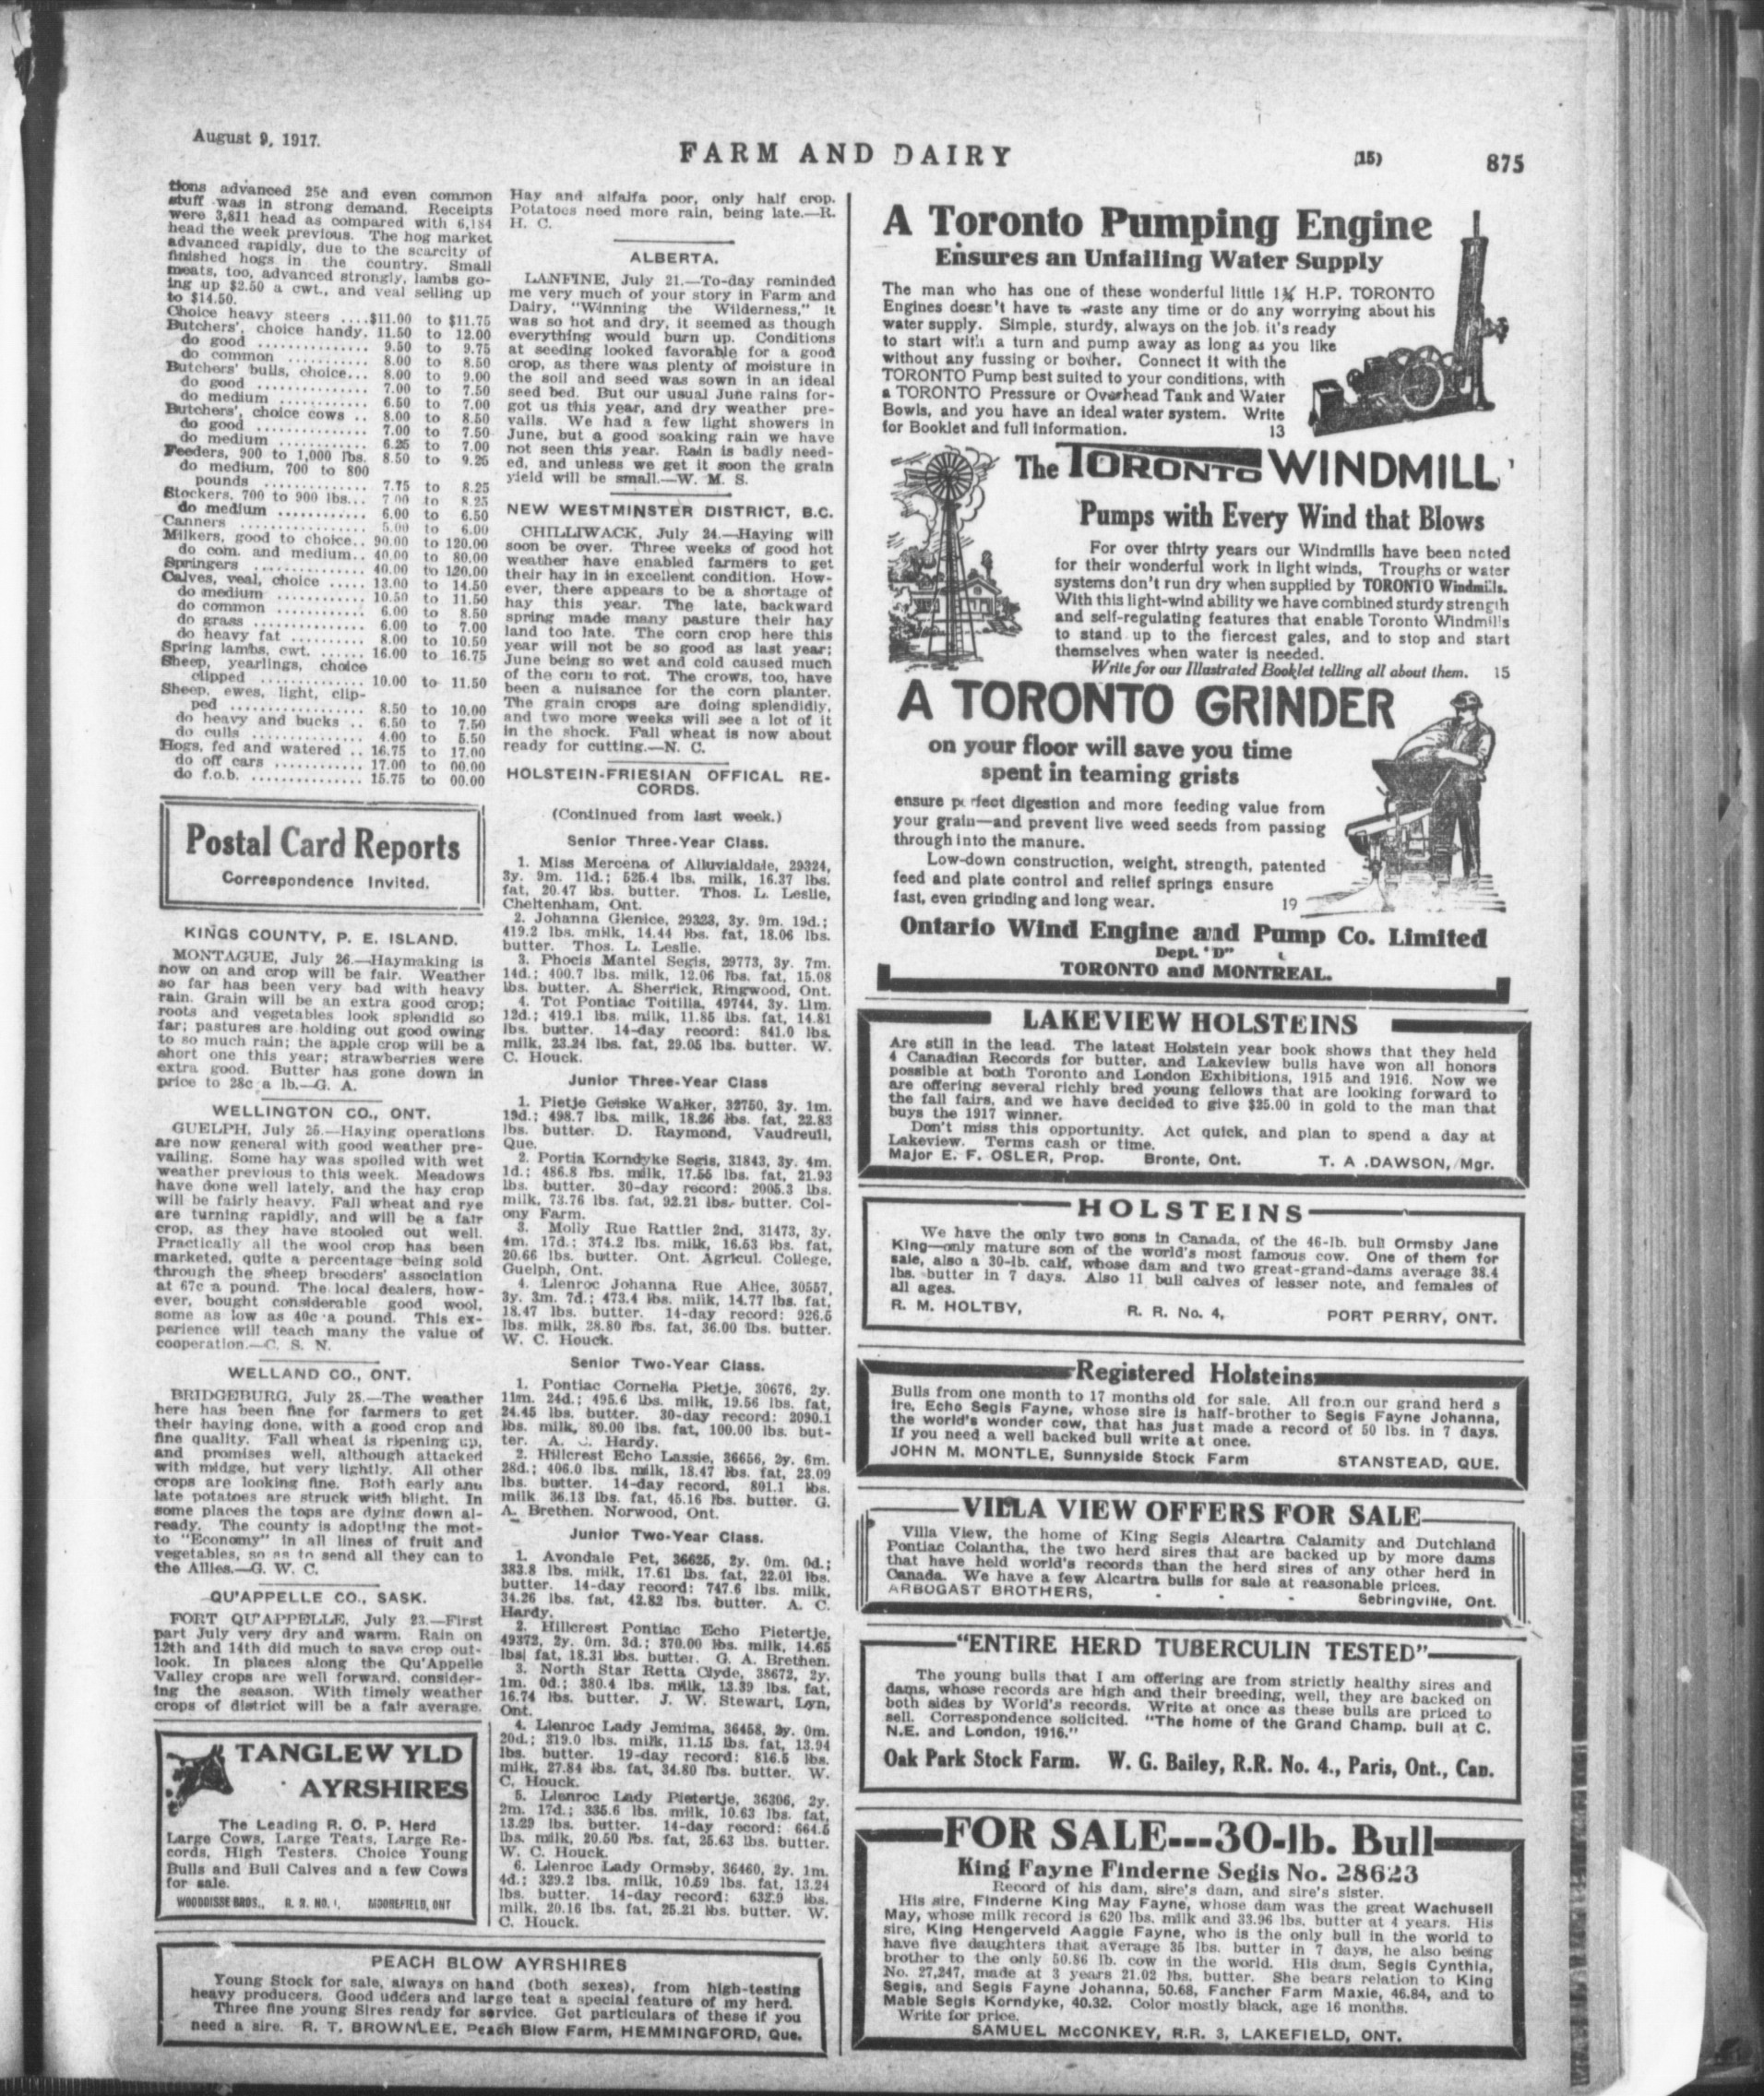 August 9, 1917.
FARM AND DAIRY
(15)
875
tions advanced 25c and even common
stuff was in strong demand. Receipts
were 3,811 head as compared with 6,184
head the week previous. The hog market
advanced rapidly, due to the scarcity of
finished hogs in the country. Small
meats, too, advanced strongly, lambs go-
ing up $2.50 a cwt., and veal selling up
to $14.50.
Choice heavy steers ....$11.00 to $11.75
Butchers', choice handy. 11.50 to 12.00
do good .............. 9.50 to 9.75
do common ........... 8.00 to 8.50
Butchers' bulls, choice... 8.00 to 9.00
do good .............. 7.00 to 7.50
do medium ............ 6.50 to 7.00
Butchers', choice cows .. 8.00 to 8.50
do good .............. 7.00 to 7.50
do medium ............ 6.25 to 7.00
Feeders, 900 to 1,000 lbs. 8.50 to 9.25
do medium, 700 to 800
pounds ............. 7.75 to 8.25
Stockers, 700 to 900 lbs... 7.00 to 8.25
do medium ........... 6.00 to 6.50
Canners ................ 5.00 to 6.00
Milkers, good to choice.. 90.00 to 120.00
do com. and medium.. 40.00 to 80.00
Springers .............. 40.00 to 120.00
Calves, veal, choice ..... 13.00 to 14.50
do medium ........... 10.50 to 11.50
do common ........... 6.00 to 8.50
do grass .............. 6.00 to 7.00
do heavy fat .......... 8.00 to 10.50
Spring lambs, cwt. ...... 16.00 to 16.75
Sheep, yearlings, choice
clipped ............. 10.00 to 11.50
Sheep, ewes, light, clip-
ped ................ 8.50 to 10.00
do heavy and bucks .. 6.50 to 7.50
do culls .............. 4.00 to 5.50
Hogs, fed and watered .. 16.75 to 17.00
do off cars ........... 17.00 to 00.00
do f.o.b. .............. 15.75 to 00.00
Postal Card Reports
Correspondence Invited.
KINGS COUNTY, P. E. ISLAND.
MONTAGUE, July 26.—Haymaking is
now on and crop will be fair. Weather
so far has been very bad with heavy
rain. Grain will be an extra good crop;
roots and vegetables look splendid so
far; pastures are holding out good owing
to so much rain; the apple crop will be a
short one this year; strawberries were
extra good. Butter has gone down in
price to 28c a lb.—G. A.
WELLINGTON CO., ONT.
GUELPH, July 25.—Haying operations
are now general with good weather pre-
vailing. Some hay was spoiled with wet
weather previous to this week. Meadows
have done well lately, and the hay crop
will be fairly heavy. Fall wheat and rye
are turning rapidly, and will be a fair
crop, as they have stooled out well.
Practically all the wool crop has been
marketed, quite a percentage being sold
through the sheep breeders' association
at 67c a pound. The local dealers, how-
ever, bought considerable good wool,
some as low as 40c a pound. This ex-
perience will teach many the value of
cooperation.—C. S. N.
WELLAND CO., ONT.
BRIDGEBURG, July 28.—The weather
here has been fine for farmers to get
their haying done, with a good crop and
fine quality. Fall wheat is ripening up,
and promises well, although attacked
with midge, but very lightly. All other
crops are looking fine. Both early anu
late potatoes are struck with blight. In
some places the tops are dying down al-
ready. The county is adopting the mot-
to "Economy" in all lines of fruit and
vegetables, so as to send all they can to
the Allies.—G. W. C.
QU'APPELLE CO., SASK.
FORT QU'APPELLE, July 23.—First
part July very dry and warm. Rain on
12th and 14th did much to save crop out-
look. In places along the Qu'Appelle
Valley crops are well forward, consider-
ing the season. With timely weather
crops of district will be a fair average.
TANGLEWYLD
AYRSHIRES
The Leading R. O. P. Herd
Large Cows, Large Teats, Large Re-
cords, High Testers. Choice Young
Bulls and Bull Calves and a few Cows
for sale.
WOODDISSE BROS., R. R. NO. 1, MOOREFIELD, ONT
PEACH BLOW AYRSHIRES
Young Stock for sale, always on hand (both sexes), from high-testing
heavy producers. Good udders and large teat a special feature of my herd.
Three fine young Sires ready for service. Get particulars of these if you
need a sire. R. T. BROWNLEE, Peach Blow Farm, HEMMINGFORD, Que.
Hay and alfalfa poor, only half crop.
Potatoes need more rain, being late.—R.
H. C.
ALBERTA.
LANFINE, July 21.—To-day reminded
me very much of your story in Farm and
Dairy, "Winning the Wilderness," it
was so hot and dry, it seemed as though
everything would burn up. Conditions
at seeding looked favorable for a good
crop, as there was plenty of moisture in
the soil and seed was sown in an ideal
seed bed. But our usual June rains for-
got us this year, and dry weather pre-
vails. We had a few light showers in
June, but a good soaking rain we have
not seen this year. Rain is badly need-
ed, and unless we get it soon the grain
yield will be small.—W. M. S.
NEW WESTMINSTER DISTRICT, B.C.
CHILLIWACK, July 24.—Haying will
soon be over. Three weeks of good hot
weather have enabled farmers to get
their hay in in excellent condition. How-
ever, there appears to be a shortage of
hay this year. The late, backward
spring made many pasture their hay
land too late. The corn crop here this
year will not be so good as last year;
June being so wet and cold caused much
of the corn to rot. The crows, too, have
been a nuisance for the corn planter.
The grain crops are doing splendidly,
and two more weeks will see a lot of it
in the shock. Fall wheat is now about
ready for cutting.—N. C.
HOLSTEIN-FRIESIAN OFFICAL RE-
CORDS.
(Continued from last week.)
Senior Three-Year Class.
1. Miss Mercena of Alluvialdale, 29324,
3y. 9m. 11d.; 525.4 lbs. milk, 16.37 lbs.
fat, 20.47 lbs. butter. Thos. L. Leslie,
Cheltenham, Ont.
2. Johanna Glenice, 29323, 3y. 9m. 19d.;
419.2 lbs. milk, 14.44 lbs. fat, 18.06 lbs.
butter. Thos. L. Leslie.
3. Phocis Mantel Segis, 29773, 3y. 7m.
14d.; 400.7 lbs. milk, 12.06 lbs. fat, 15.08
lbs. butter. A. Sherrick, Ringwood, Ont.
4. Tot Pontiac Toitilla, 49744, 3y. 11m.
12d.; 419.1 lbs. milk, 11.85 lbs. fat, 14.81
lbs. butter. 14-day record: 841.0 lbs.
milk, 23.24 lbs. fat, 29.05 lbs. butter. W.
C. Houck.
Junior Three-Year Class
1. Pietje Geiske Walker, 32750, 3y. 1m.
19d.; 498.7 lbs. milk, 18.26 lbs. fat, 22.83
lbs. butter. D. Raymond, Vaudreuil,
Que.
2. Portia Korndyke Segis, 31843, 3y. 4m.
1d.; 486.8 lbs. milk, 17.55 lbs. fat, 21.93
lbs. butter. 30-day record: 2005.3 lbs.
milk, 73.76 lbs. fat, 92.21 lbs. butter. Col-
ony Farm.
3. Molly Rue Rattler 2nd, 31473, 3y.
4m. 17d.; 374.2 lbs. milk, 16.53 lbs. fat,
20.66 lbs. butter. Ont. Agricul. College,
Guelph, Ont.
4. Llenroc Johanna Rue Alice, 30557,
3y. 3m. 7d.; 473.4 lbs. milk, 14.77 lbs. fat,
18.47 lbs. butter. 14-day record: 926.5
lbs. milk, 28.80 lbs. fat, 36.00 lbs. butter.
W. C. Houck.
Senior Two-Year Class.
1. Pontiac Cornelia Pietje, 30676, 2y.
11m. 24d.; 495.6 lbs. milk, 19.56 lbs. fat,
24.45 lbs. butter. 30-day record: 2090.1
lbs. milk, 80.00 lbs. fat, 100.00 lbs. but-
ter. A. C. Hardy.
2. Hillcrest Echo Lassie, 36656, 2y. 6m.
28d.; 406.0 lbs. milk, 18.47 lbs. fat, 23.09
lbs. butter. 14-day record, 801.1 lbs.
milk 36.13 lbs. fat, 45.16 lbs. butter. G.
A. Brethen. Norwood, Ont.
Junior Two-Year Class.
1. Avondale Pet, 36625, 2y. 0m. 0d.;
383.8 lbs. milk, 17.61 lbs. fat, 22.01 lbs.
butter. 14-day record: 747.6 lbs. milk,
34.26 lbs. fat, 42.82 lbs. butter. A. C.
Hardy.
2. Hillcrest Pontiac Echo Pietertje,
49372, 2y. 0m. 3d.; 370.00 lbs. milk, 14.65
lbs. fat, 18.31 lbs. butter. G. A. Brethen.
3. North Star Retta Clyde, 38672, 2y.
1m. 0d.; 380.4 lbs. milk, 13.39 lbs. fat,
16.74 lbs. butter. J. W. Stewart, Lyn,
Ont.
4. Llenroc Lady Jemima, 36458, 2y. 0m.
20d.; 319.0 lbs. milk, 11.15 lbs. fat, 13.94
lbs. butter. 19-day record: 816.5 lbs.
milk, 27.84 lbs. fat, 34.80 lbs. butter. W.
C. Houck.
5. Llenroc Lady Pietertje, 36306, 2y.
2m. 17d.; 335.6 lbs. milk, 10.63 lbs. fat,
13.29 lbs. butter. 14-day record: 664.5
lbs. milk, 20.50 lbs. fat, 25.63 lbs. butter.
W. C. Houck.
6. Llenroc Lady Ormsby, 36460, 2y. 1m.
4d.; 329.2 lbs. milk, 10.59 lbs. fat, 13.24
lbs. butter. 14-day record: 632.9 lbs.
milk, 20.16 lbs. fat, 25.21 lbs. butter. W.
C. Houck.
A Toronto Pumping Engine
Ensures an Unfailing Water Supply
The man who has one of these wonderful little 1¾ H.P. TORONTO
Engines doesn't have to waste any time or do any worrying about his
water supply. Simple, sturdy, always on the job. it's ready
to start with a turn and pump away as long as you like
without any fussing or bother. Connect it with the
TORONTO Pump best suited to your conditions, with
a TORONTO Pressure or Overhead Tank and Water
Bowls, and you have an ideal water system. Write
for Booklet and full information. 13
The TORONTO WINDMILL
Pumps with Every Wind that Blows
For over thirty years our Windmills have been noted
for their wonderful work in light winds, Troughs or water
systems don't run dry when supplied by TORONTO Windmills.
With this light-wind ability we have combined sturdy strength
and self-regulating features that enable Toronto Windmills
to stand up to the fiercest gales, and to stop and start
themselves when water is needed.
Write for our Illustrated Booklet telling all about them. 15
A TORONTO GRINDER
on your floor will save you time
spent in teaming grists
ensure perfect digestion and more feeding value from
your grain—and prevent live weed seeds from passing
through into the manure.
Low-down construction, weight, strength, patented
feed and plate control and relief springs ensure
fast, even grinding and long wear. 19
Ontario Wind Engine and Pump Co. Limited
Dept. "D"
TORONTO and MONTREAL.
LAKEVIEW HOLSTEINS
Are still in the lead. The latest Holstein year book shows that they held
4 Canadian Records for butter, and Lakeview bulls have won all honors
possible at both Toronto and London Exhibitions, 1915 and 1916. Now we
are offering several richly bred young fellows that are looking forward to
the fall fairs, and we have decided to give $25.00 in gold to the man that
buys the 1917 winner.
Don't miss this opportunity. Act quick, and plan to spend a day at
Lakeview. Terms cash or time.
Major E. F. OSLER, Prop. Bronte, Ont. T. A .DAWSON, Mgr.
HOLSTEINS
We have the only two sons in Canada, of the 46-lb. bull Ormsby Jane
King—only mature son of the world's most famous cow. One of them for
sale, also a 30-lb. calf, whose dam and two great-grand-dams average 38.4
lbs. butter in 7 days. Also 11 bull calves of lesser note, and females of
all ages.
R. M. HOLTBY, R. R. No. 4, PORT PERRY, ONT.
Registered Holsteins
Bulls from one month to 17 months old for sale. All from our grand herd s
ire, Echo Segis Fayne, whose sire is half-brother to Segis Fayne Johanna,
the world's wonder cow, that has just made a record of 50 lbs. in 7 days.
If you need a well backed bull write at once.
JOHN M. MONTLE, Sunnyside Stock Farm STANSTEAD, QUE.
VILLA VIEW OFFERS FOR SALE
Villa View, the home of King Segis Alcartra Calamity and Dutchland
Pontiac Colantha, the two herd sires that are backed up by more dams
that have held world's records than the herd sires of any other herd in
Canada. We have a few Alcartra bulls for sale at reasonable prices.
ARBOGAST BROTHERS, - - - Sebringville, Ont.
"ENTIRE HERD TUBERCULIN TESTED"
The young bulls that I am offering are from strictly healthy sires and
dams, whose records are high and their breeding, well, they are backed on
both sides by World's records. Write at once as these bulls are priced to
sell. Correspondence solicited. "The home of the Grand Champ. bull at C.
N.E. and London, 1916."
Oak Park Stock Farm. W. G. Bailey, R.R. No. 4., Paris, Ont., Can.
FOR SALE---30-lb. Bull
King Fayne Finderne Segis No. 28623
Record of his dam, sire's dam, and sire's sister.
His sire, Finderne King May Fayne, whose dam was the great Wachusell
May, whose milk record is 620 lbs. milk and 33.96 lbs. butter at 4 years. His
sire, King Hengerveld Aaggie Fayne, who is the only bull in the world to
have five daughters that average 35 lbs. butter in 7 days, he also being
brother to the only 50.86 lb. cow in the world. His dam, Segis Cynthia,
No. 27,247, made at 3 years 21.02 lbs. butter. She bears relation to King
Segis, and Segis Fayne Johanna, 50.68, Fancher Farm Maxie, 46.84, and to
Mable Segis Korndyke, 40.32. Color mostly black, age 16 months.
Write for price.
SAMUEL McCONKEY, R.R. 3, LAKEFIELD, ONT.